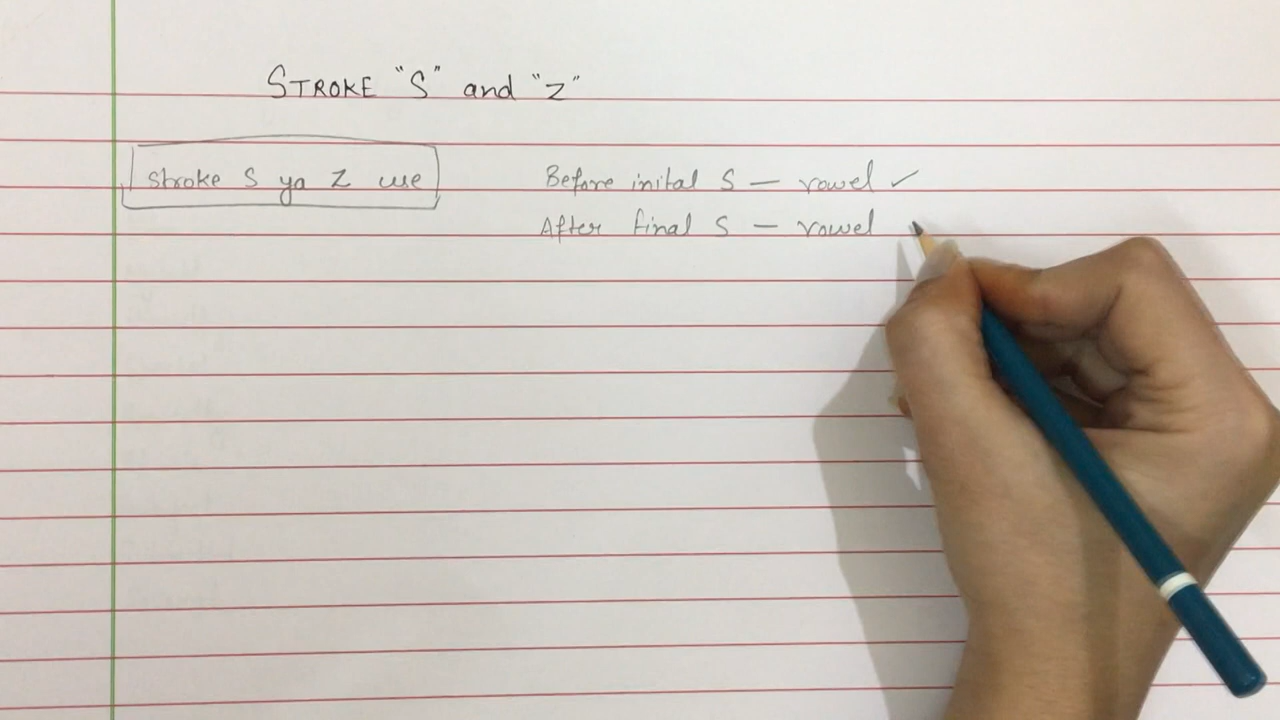 STROKE "S" and "Z"
stroke S ya Z use
Before inital S — vowel ✓
After final S — vowel